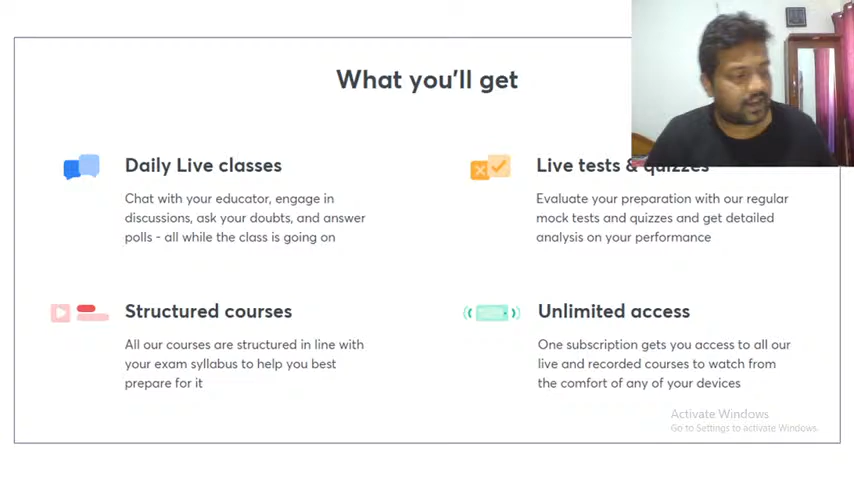 What you'll get
Daily Live classes
Chat with your educator, engage in
discussions, ask your doubts, and answer
polls - all while the class is going on
Live tests & quizzes
Evaluate your preparation with our regular
mock tests and quizzes and get detailed
analysis on your performance
Structured courses
All our courses are structured in line with
your exam syllabus to help you best
prepare for it
Unlimited access
One subscription gets you access to all our
live and recorded courses to watch from
the comfort of any of your devices
Activate Windows
Go to Settings to activate Windows.